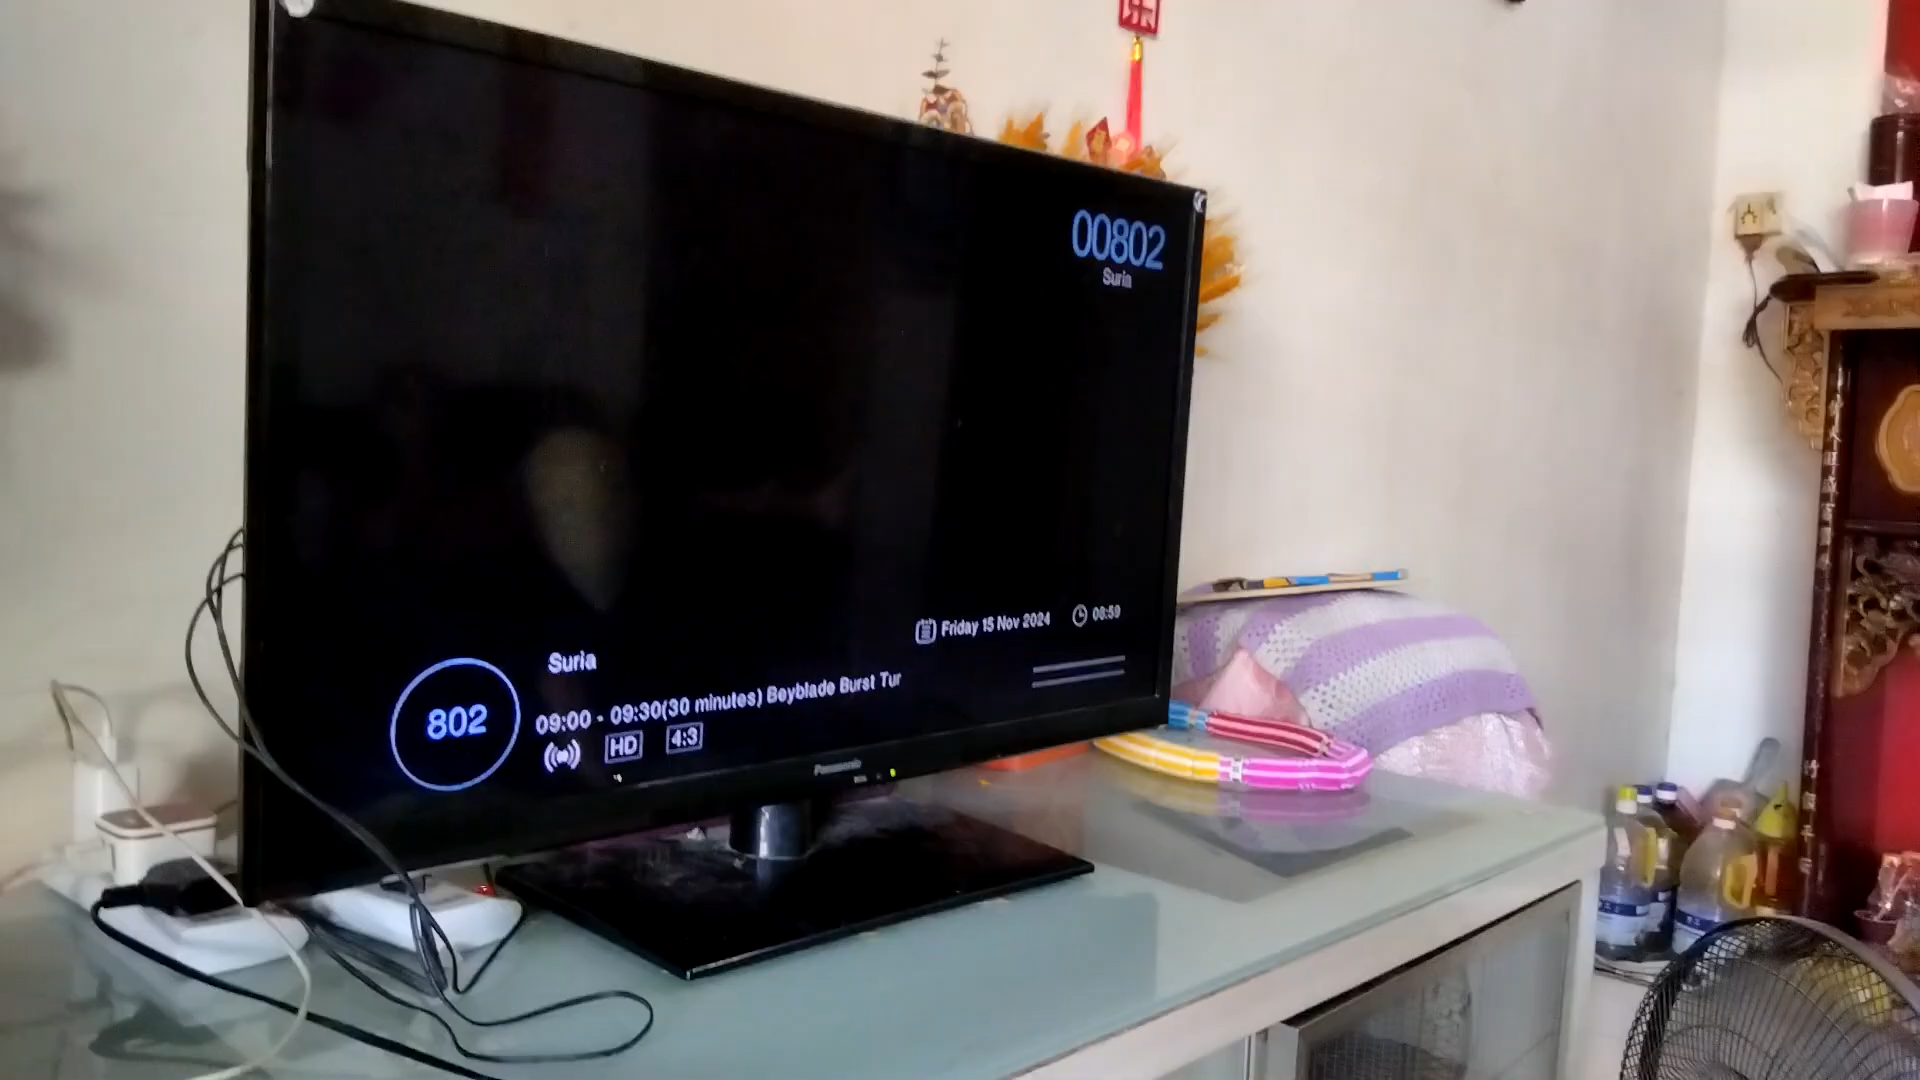 00802
Suria
Friday 15 Nov 2024
08:59
Suria
802
09:00 - 09:30(30 minutes) Beyblade Burst Tur
HD
4:3
Panasonic